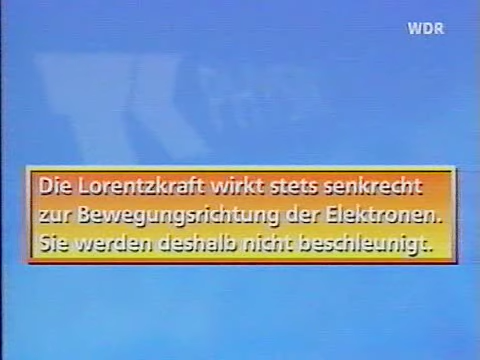 WDR
Die Lorentzkraft wirkt stets senkrecht
zur Bewegungsrichtung der Elektronen.
Sie werden deshalb nicht beschleunigt.